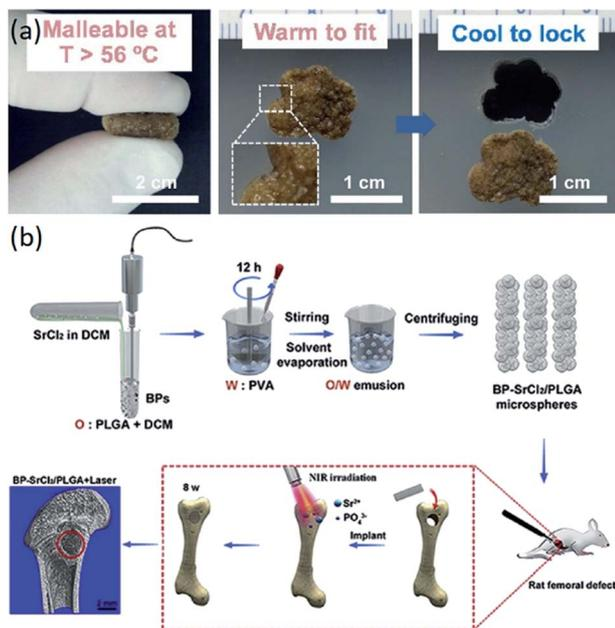 (a)
Malleable at
T > 56 ºC
Warm to fit
Cool to lock
2 cm
1 cm
1 cm
(b)
SrCl₂ in DCM
BPs
O : PLGA + DCM
12 h
W : PVA
Stirring
Solvent
evaporation
O/W emusion
Centrifuging
BP-SrCl₂/PLGA
microspheres
BP-SrCl₂/PLGA+Laser
2 mm
8 w
NIR irradiation
Sr²⁺
PO₄³⁻
Implant
Rat femoral defect